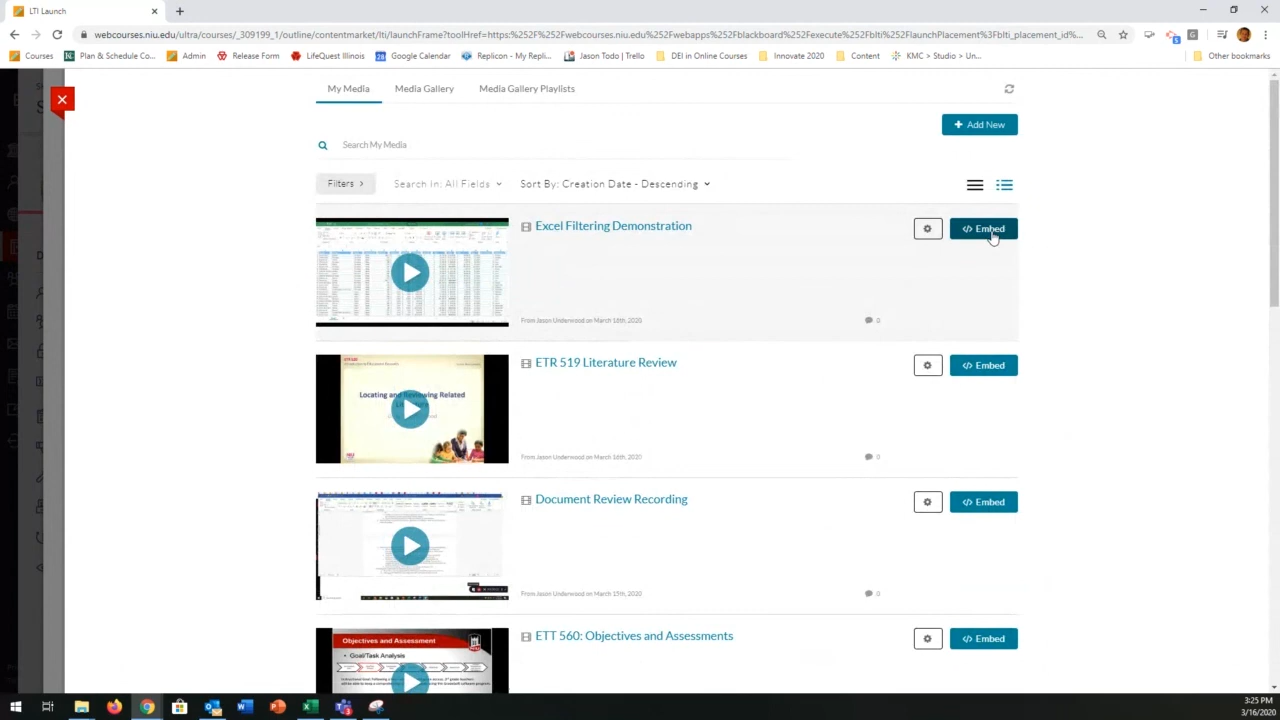 LTI Launch
webcourses.niu.edu/ultra/courses/_309199_1/outline/contentmarket/lti/launchFrame?toolHref=https:%252F%252Fwebcourses.niu.edu%252Fwebapps%252Fblackboard%252Fexecute%252Fblti%252FlaunchPlacement%3Fblti_placement_id%...
Courses
Plan & Schedule Co...
Admin
Release Form
LifeQuest Illinois
Google Calendar
Replicon - My Repli...
Jason Todo | Trello
DEI in Online Courses
Innovate 2020
Content
KMC > Studio > Un...
Other bookmarks
My Media
Media Gallery
Media Gallery Playlists
+ Add New
Search My Media
Filters
Search In: All Fields
Sort By: Creation Date - Descending
Excel Filtering Demonstration
</> Embed
From Jason Underwood on March 16th, 2020
0
Locating and Reviewing Related
ETR 519 Literature Review
</> Embed
From Jason Underwood on March 16th, 2020
0
Document Review Recording
</> Embed
From Jason Underwood on March 15th, 2020
0
Objectives and Assessment
• Goal/Task Analysis
ETT 560: Objectives and Assessments
</> Embed
3:25 PM
3/16/2020